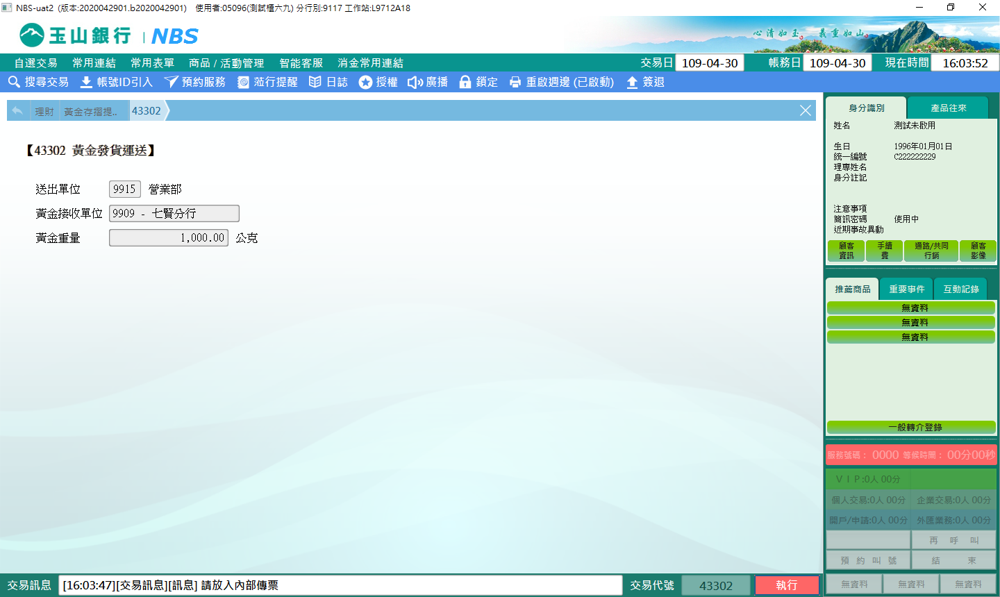 NBS-uat2 (版本:2020042901.b2020042901) 使用者:05096(測試櫃六九) 分行別:9117 工作站:L9712A18
玉山銀行 | NBS
心清如玉。 義重如山。
自選交易 常用連結 常用表單 商品 / 活動管理 智能客服 消金常用連結 交易日 109-04-30 帳務日 109-04-30 現在時間 16:03:52
搜尋交易 帳號ID引入 預約服務 蒞行提醒 日誌 授權 廣播 鎖定 重啟週邊 (已啟動) 簽退
理財 黃金存摺提.. 43302
【43302 黃金發貨運送】
送出單位 9915 營業部
黃金接收單位 9909 - 七賢分行
黃金重量 1,000.00 公克
身分識別 產品往來
姓名 測試未啟用
生日 1996年01月01日
統一編號 C222222229
理專姓名
身分註記
注意事項
簡訊密碼 使用中
近期事故異動
顧客資訊 手續費 通路/共同行銷 顧客影像
推薦商品 重要事件 互動記錄
無資料
無資料
無資料
一般轉介登錄
服務號碼： 0000 等候時間： 00分00秒
ＶＩＰ:0人 00分
個人交易:0人 00分 企業交易:0人 00分
開戶/申請:0人 00分 外匯業務:0人 00分
再 呼 叫
預 約 叫 號 結 束
無資料 無資料 無資料
交易訊息 [16:03:47][交易訊息][訊息] 請放入內部傳票 交易代號 43302 執行